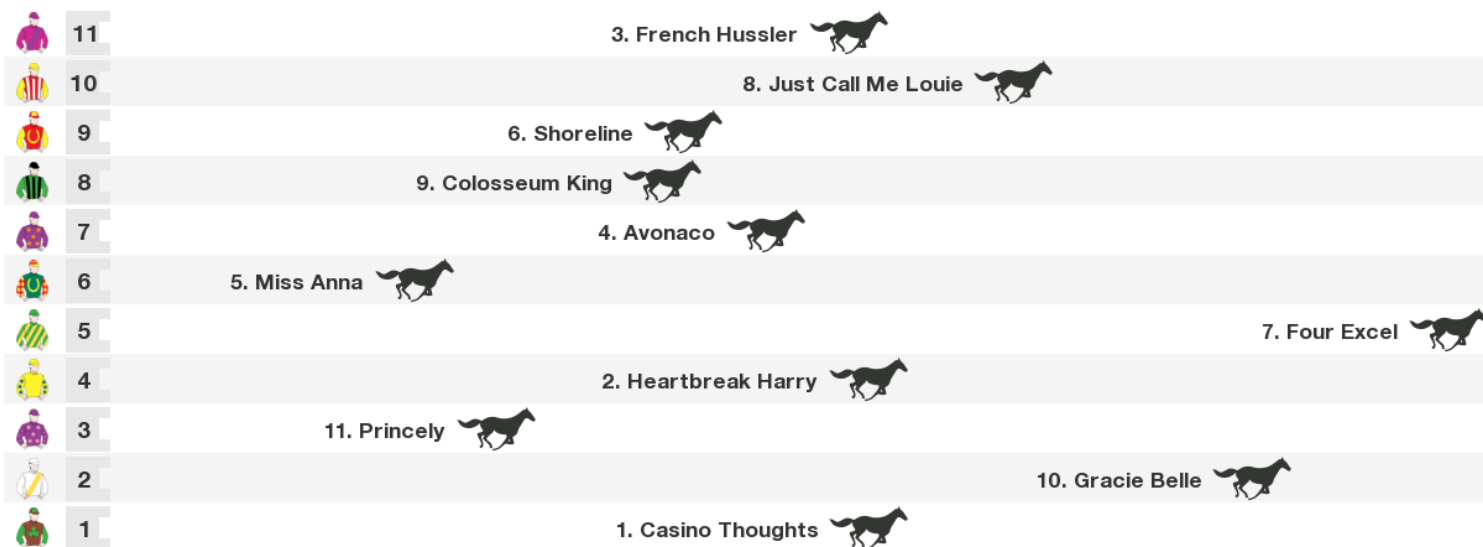 11 3. French Hussler
10 8. Just Call Me Louie
9 6. Shoreline
8 9. Colosseum King
7 4. Avonaco
6 5. Miss Anna
5 7. Four Excel
4 2. Heartbreak Harry
3 11. Princely
2 10. Gracie Belle
1 1. Casino Thoughts